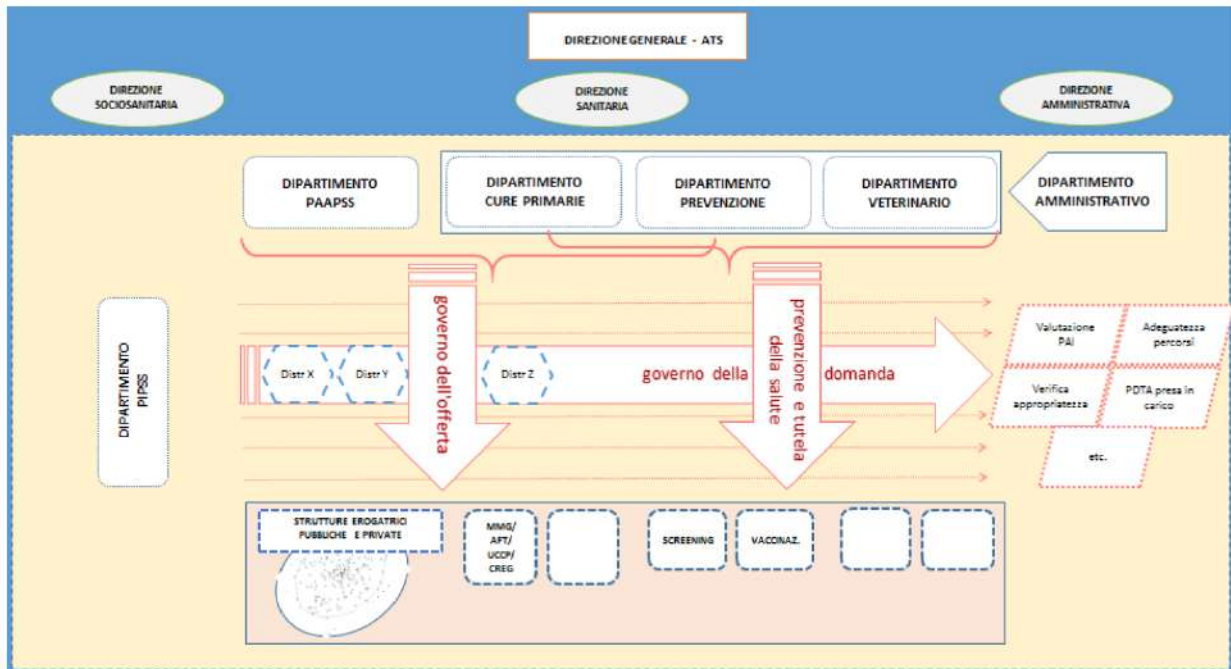 DIREZIONE GENERALE - ATS
DIREZIONE
SOCIOSANITARIA
DIREZIONE
SANITARIA
DIREZIONE
AMMINISTRATIVA
DIPARTIMENTO
PAAPSS
DIPARTIMENTO
CURE PRIMARIE
DIPARTIMENTO
PREVENZIONE
DIPARTIMENTO
VETERINARIO
DIPARTIMENTO
AMMINISTRATIVO
DIPARTIMENTO
PIPSS
governo dell'offerta
prevenzione e tutela
della salute
Distr X
Distr Y
Distr Z
governo della domanda
Valutazione
PAI
Adeguatezza
percorsi
Verifica
appropriatezza
PDTA presa in
carico
etc.
STRUTTURE EROGATRICI
PUBBLICHE E PRIVATE
MMG/
AFT/
UCCP/
CREG
SCREENING
VACCINAZ.